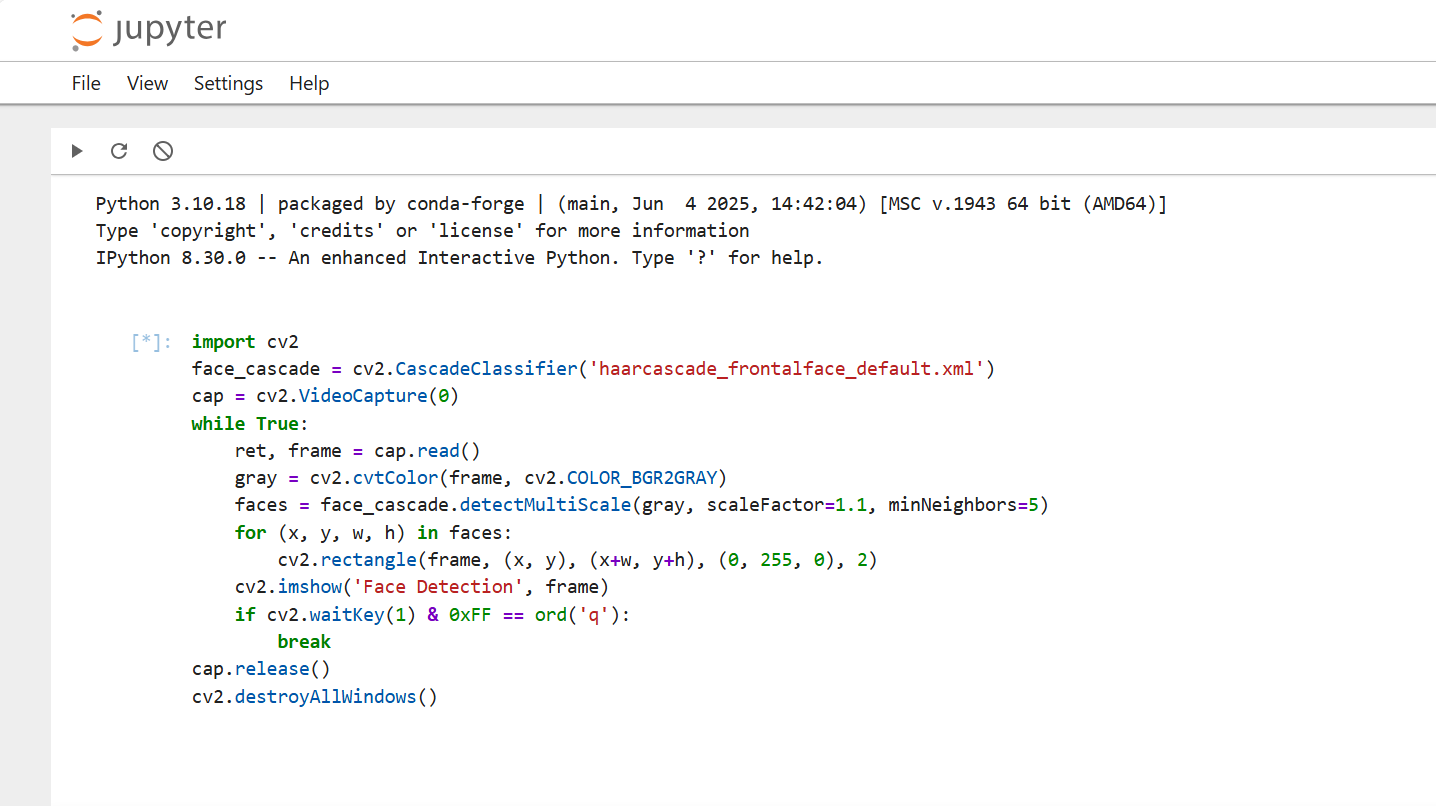 jupyter
File View Settings Help
Python 3.10.18 | packaged by conda-forge | (main, Jun  4 2025, 14:42:04) [MSC v.1943 64 bit (AMD64)]
Type 'copyright', 'credits' or 'license' for more information
IPython 8.30.0 -- An enhanced Interactive Python. Type '?' for help.
[*]: import cv2
face_cascade = cv2.CascadeClassifier('haarcascade_frontalface_default.xml')
cap = cv2.VideoCapture(0)
while True:
    ret, frame = cap.read()
    gray = cv2.cvtColor(frame, cv2.COLOR_BGR2GRAY)
    faces = face_cascade.detectMultiScale(gray, scaleFactor=1.1, minNeighbors=5)
    for (x, y, w, h) in faces:
        cv2.rectangle(frame, (x, y), (x+w, y+h), (0, 255, 0), 2)
    cv2.imshow('Face Detection', frame)
    if cv2.waitKey(1) & 0xFF == ord('q'):
        break
cap.release()
cv2.destroyAllWindows()